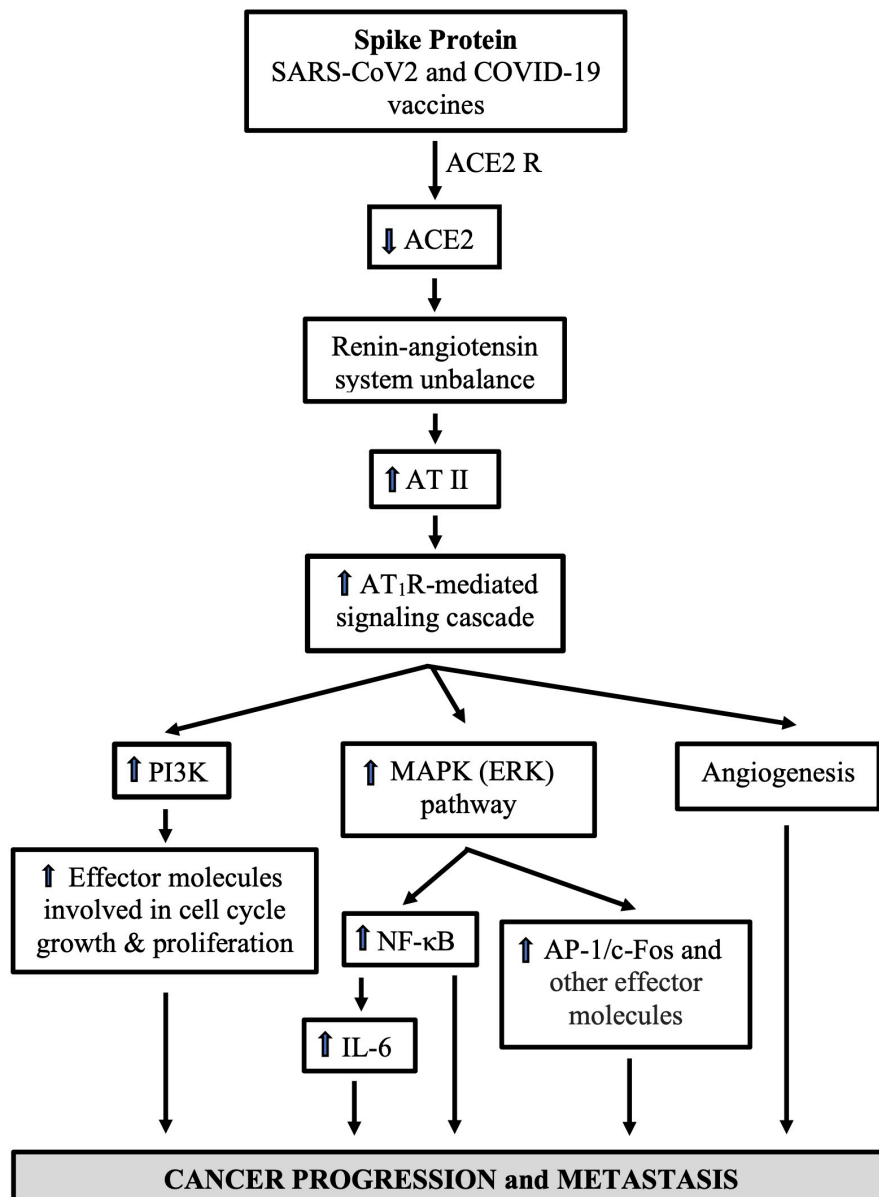 Spike Protein
SARS-CoV2 and COVID-19
vaccines
ACE2 R
⇓ ACE2
Renin-angiotensin
system unbalance
⇑ AT II
⇑ AT₁R-mediated
signaling cascade
⇑ PI3K
⇑ MAPK (ERK)
pathway
Angiogenesis
⇑ Effector molecules
involved in cell cycle
growth & proliferation
⇑ NF-κB
⇑ AP-1/c-Fos and
other effector
molecules
⇑ IL-6
CANCER PROGRESSION and METASTASIS